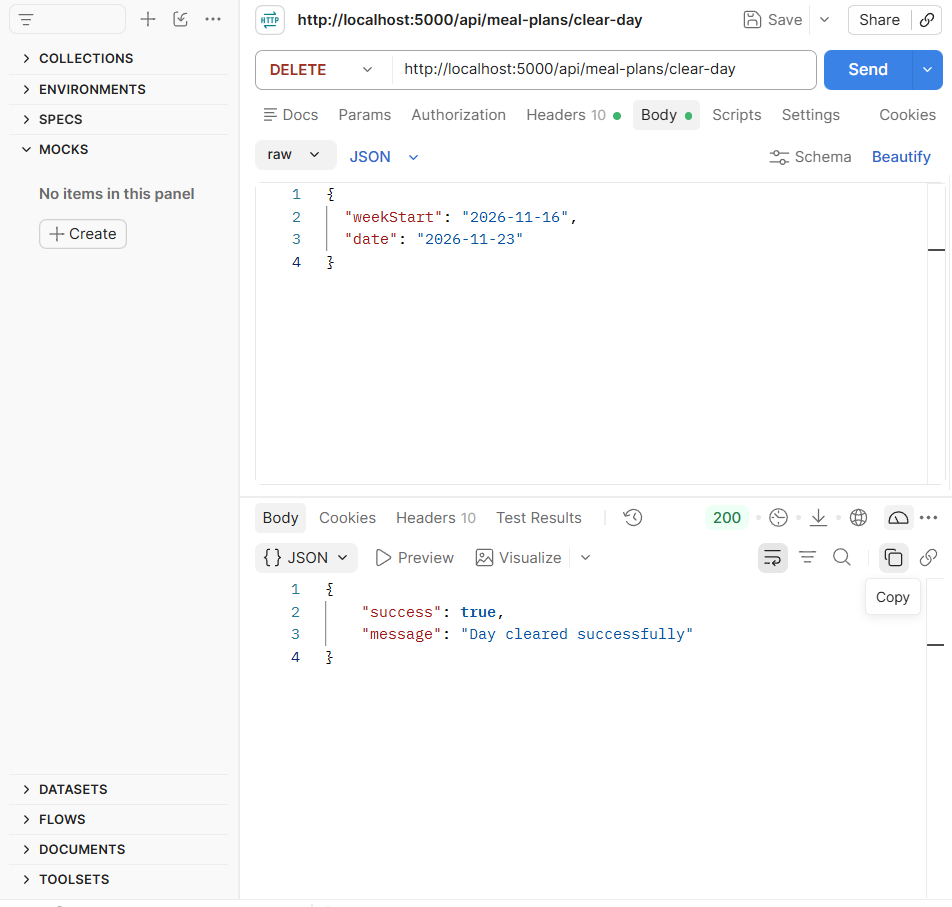 COLLECTIONS
ENVIRONMENTS
SPECS
MOCKS
No items in this panel
Create
DATASETS
FLOWS
DOCUMENTS
TOOLSETS
HTTP http://localhost:5000/api/meal-plans/clear-day Save Share
DELETE http://localhost:5000/api/meal-plans/clear-day Send
Docs Params Authorization Headers 10 Body Scripts Settings Cookies
raw JSON Schema Beautify
1 {
2 "weekStart": "2026-11-16",
3 "date": "2026-11-23"
4 }
Body Cookies Headers 10 Test Results 200
{} JSON Preview Visualize
Copy
1 {
2 "success": true,
3 "message": "Day cleared successfully"
4 }